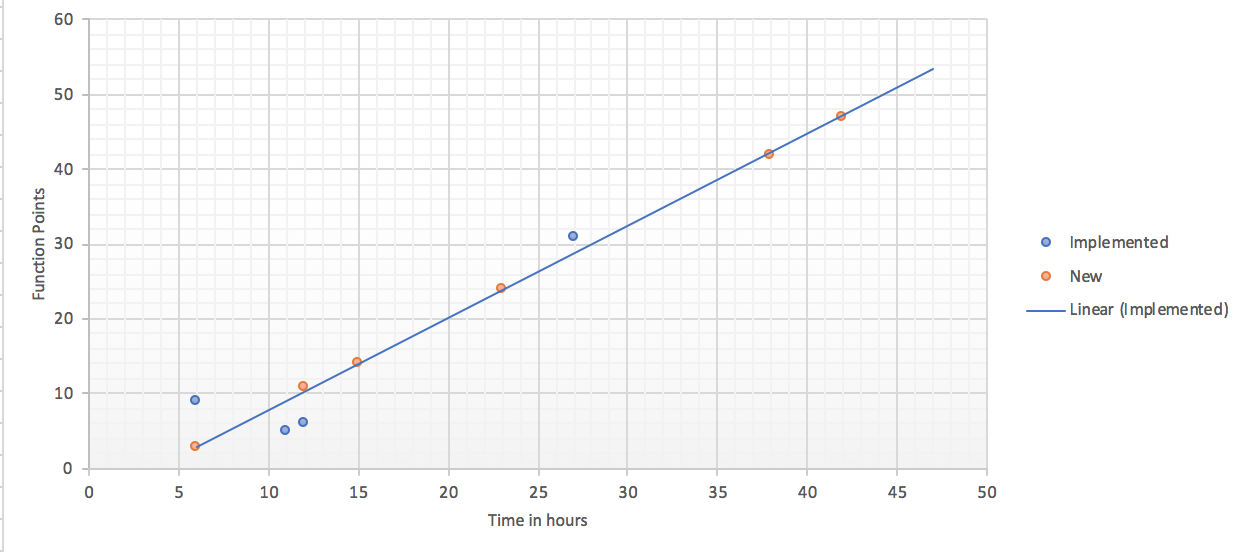 60
50
40
30
20
10
0
Function Points
0 5 10 15 20 25 30 35 40 45 50
Time in hours
Implemented
New
Linear (Implemented)